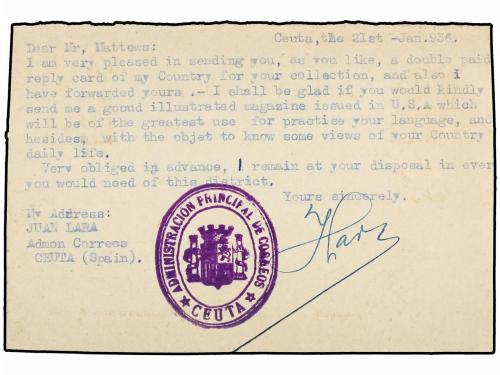 Ceuta, the 21st -Jan.936.
Dear Mr, Mattews:
I am very pleased in sending you, as you like, a double paid
reply card of my Country for your collection, and also i
have forwarded yours .- I shall be glad if you would kindly
send me a gooud illustrated magazine issued in U.S.A which
will be of the greatest use for practise your language, and
hesides, with the objet to know some views of your Country
daily life.
Very obliged in advance, I remain at your disposal in ever
you would need of this district.
Yours sincerely.
My Address:
JUAN LARA
Admon Correos
CEUTA (Spain).
ADMINISTRACION PRINCIPAL DE CORREOS
★ CEUTA ★
JLara